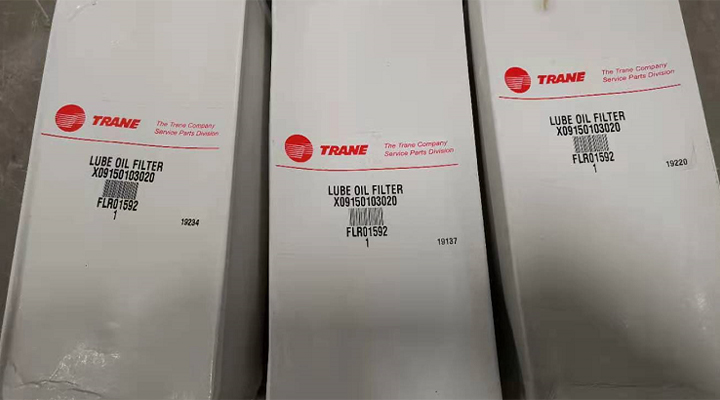 TRANE
The Trane Company
Service Parts Division
LUBE OIL FILTER
X09150103020
FLR01592
1
19234
TRANE
The Trane Company
Service Parts Division
LUBE OIL FILTER
X09150103020
FLR01592
1
19137
TRANE
The Trane Company
Service Parts Division
LUBE OIL FILTER
X09150103020
FLR01592
1
19220